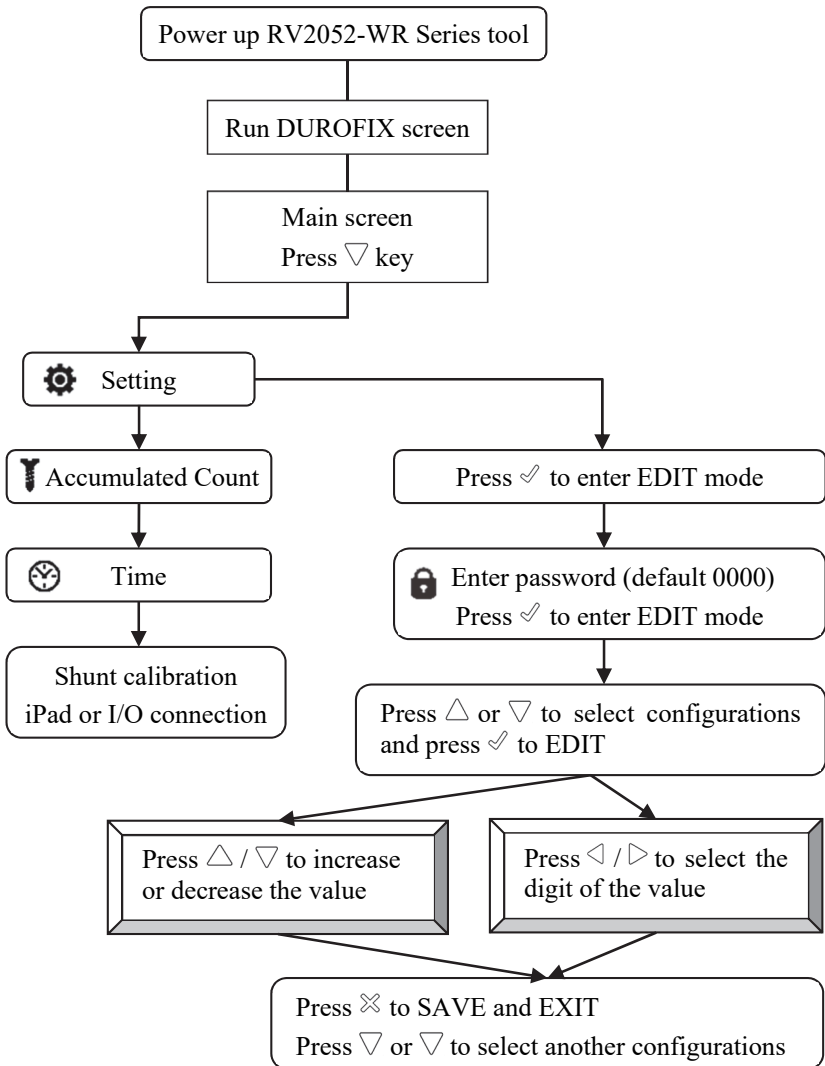 Power up RV2052-WR Series tool
Run DUROFIX screen
Main screen
Press ▽ key
Setting
Accumulated Count
Time
Shunt calibration
iPad or I/O connection
Press ✓ to enter EDIT mode
Enter password (default 0000)
Press ✓ to enter EDIT mode
Press △ or ▽ to select configurations
and press ✓ to EDIT
Press △ / ▽ to increase
or decrease the value
Press ◁ / ▷ to select the
digit of the value
Press ✕ to SAVE and EXIT
Press ▽ or ▽ to select another configurations